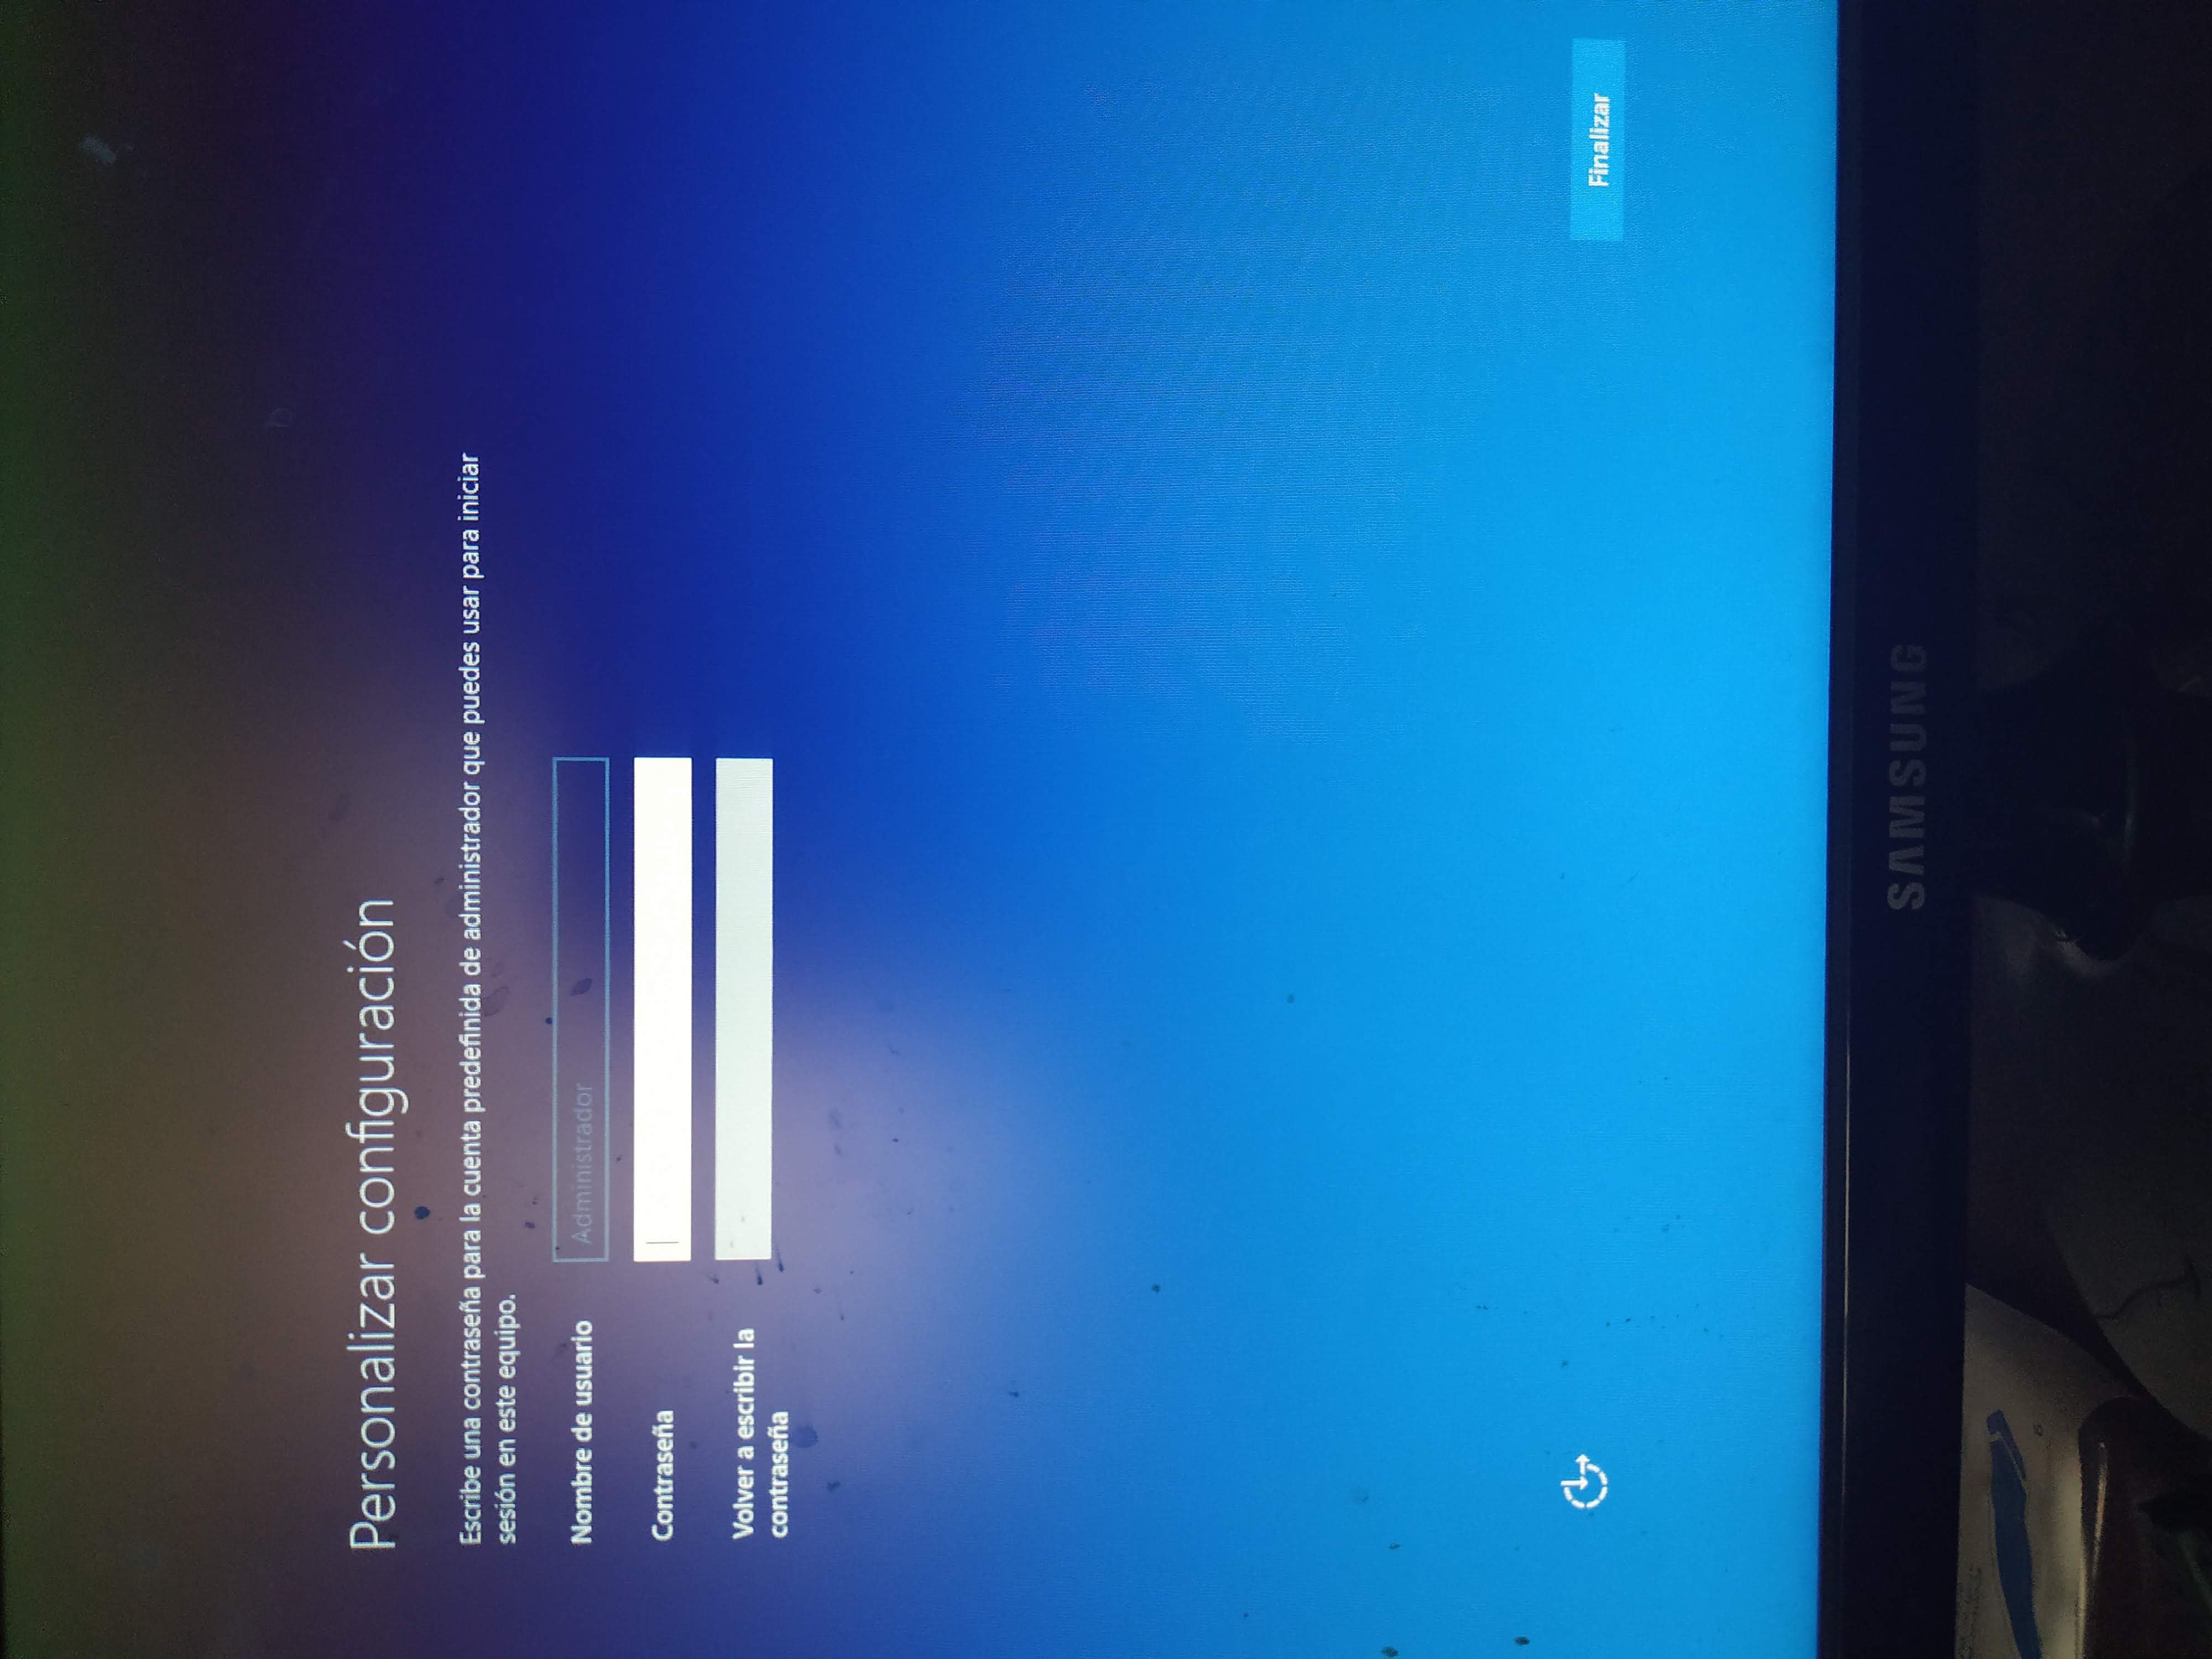 Personalizar configuración
Escribe una contraseña para la cuenta predefinida de administrador que puedes usar para iniciar
sesión en este equipo.
Nombre de usuario
Administrador
Contraseña
Volver a escribir la
contraseña
Finalizar
SAMSUNG